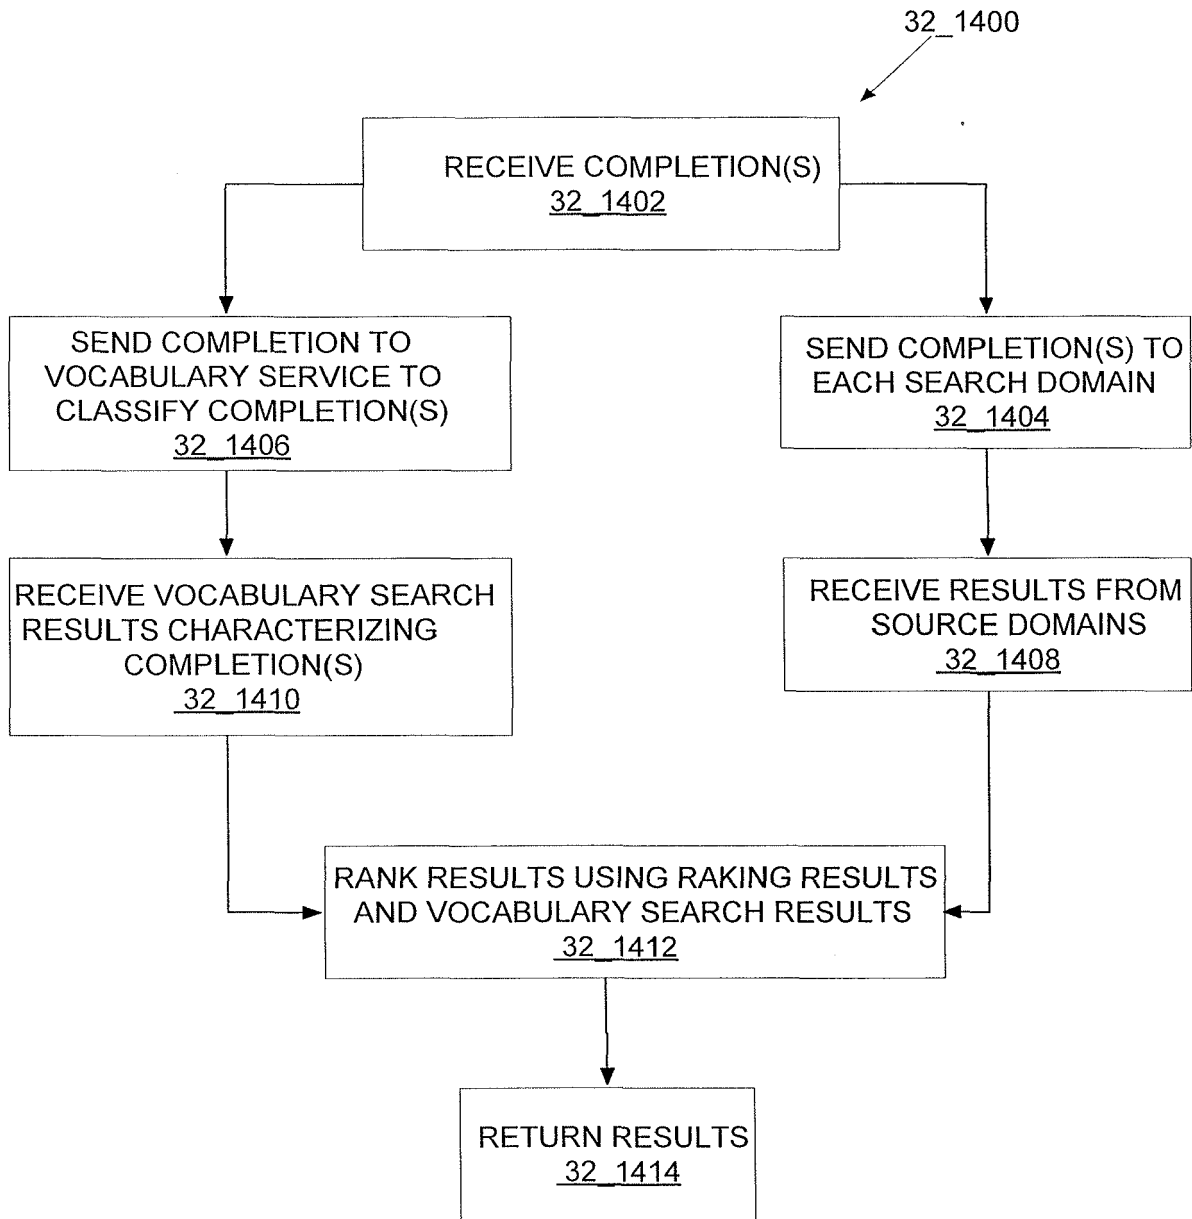 32_1400
RECEIVE COMPLETION(S)
32_1402
SEND COMPLETION TO
VOCABULARY SERVICE TO
CLASSIFY COMPLETION(S)
32_1406
SEND COMPLETION(S) TO
EACH SEARCH DOMAIN
32_1404
RECEIVE VOCABULARY SEARCH
RESULTS CHARACTERIZING
COMPLETION(S)
32_1410
RECEIVE RESULTS FROM
SOURCE DOMAINS
32_1408
RANK RESULTS USING RAKING RESULTS
AND VOCABULARY SEARCH RESULTS
32_1412
RETURN RESULTS
32_1414